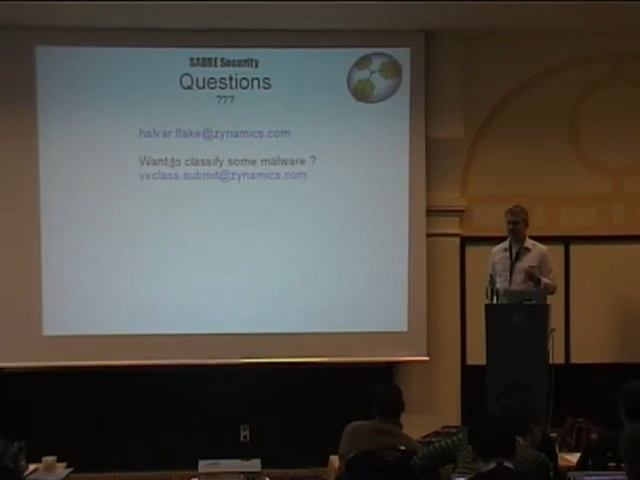 SABRE Security
Questions
???
halvar.flake@zynamics.com
Want to classify some malware ?
vxclass.submit@zynamics.com